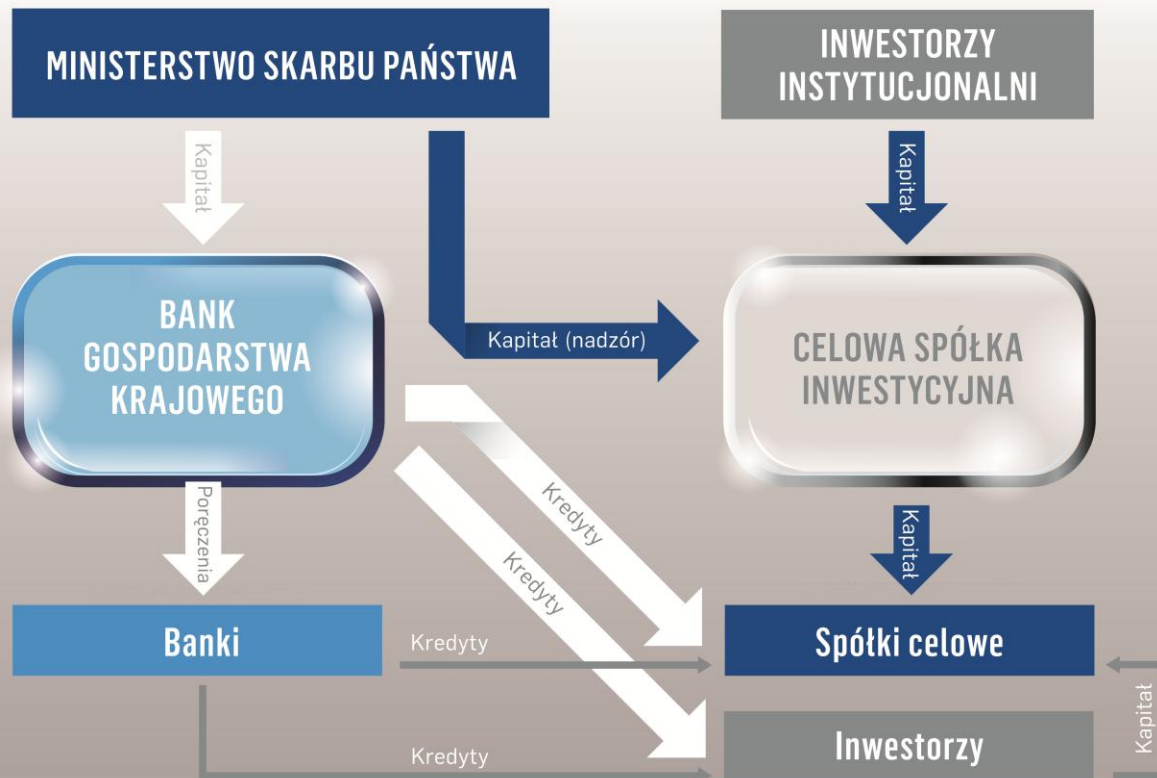 MINISTERSTWO SKARBU PAŃSTWA
INWESTORZY
INSTYTUCJONALNI
Kapitał
Kapitał
BANK
GOSPODARSTWA
KRAJOWEGO
Kapitał (nadzór)
CELOWA SPÓŁKA
INWESTYCYJNA
Poręczenia
Kredyty
Kredyty
Kapitał
Banki
Kredyty
Spółki celowe
Kapitał
Inwestorzy
Kredyty